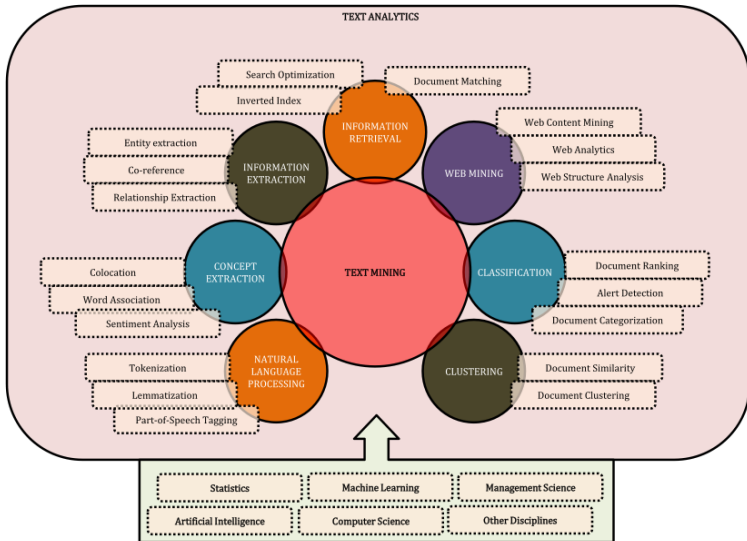 TEXT ANALYTICS
Search Optimization
Inverted Index
Document Matching
INFORMATION
RETRIEVAL
Entity extraction
Co-reference
Relationship Extraction
INFORMATION
EXTRACTION
WEB MINING
Web Content Mining
Web Analytics
Web Structure Analysis
TEXT MINING
Colocation
Word Association
Sentiment Analysis
CONCEPT
EXTRACTION
CLASSIFICATION
Document Ranking
Alert Detection
Document Categorization
Tokenization
Lemmatization
Part-of-Speech Tagging
NATURAL
LANGUAGE
PROCESSING
CLUSTERING
Document Similarity
Document Clustering
Statistics
Machine Learning
Management Science
Artificial Intelligence
Computer Science
Other Disciplines